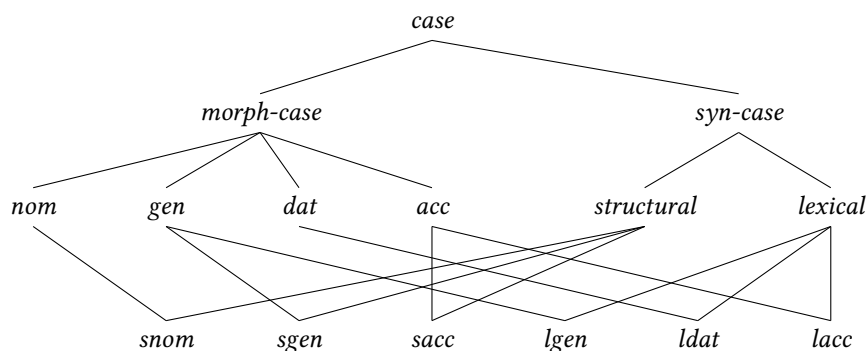 case
morph-case syn-case
nom gen dat acc structural lexical
snom sgen sacc lgen ldat lacc